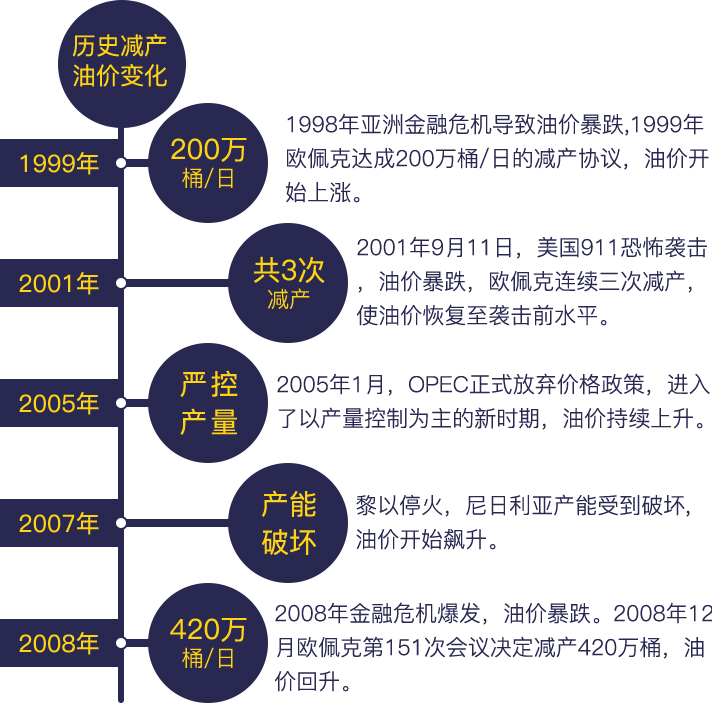 历史减产
油价变化
1999年
200万
桶/日
1998年亚洲金融危机导致油价暴跌,1999年
欧佩克达成200万桶/日的减产协议，油价开
始上涨。
2001年
共3次
减产
2001年9月11日，美国911恐怖袭击
，油价暴跌，欧佩克连续三次减产，
使油价恢复至袭击前水平。
2005年
严控
产量
2005年1月，OPEC正式放弃价格政策，进入
了以产量控制为主的新时期，油价持续上升。
2007年
产能
破坏
黎以停火，尼日利亚产能受到破坏，
油价开始飙升。
2008年
420万
桶/日
2008年金融危机爆发，油价暴跌。2008年12
月欧佩克第151次会议决定减产420万桶，油
价回升。